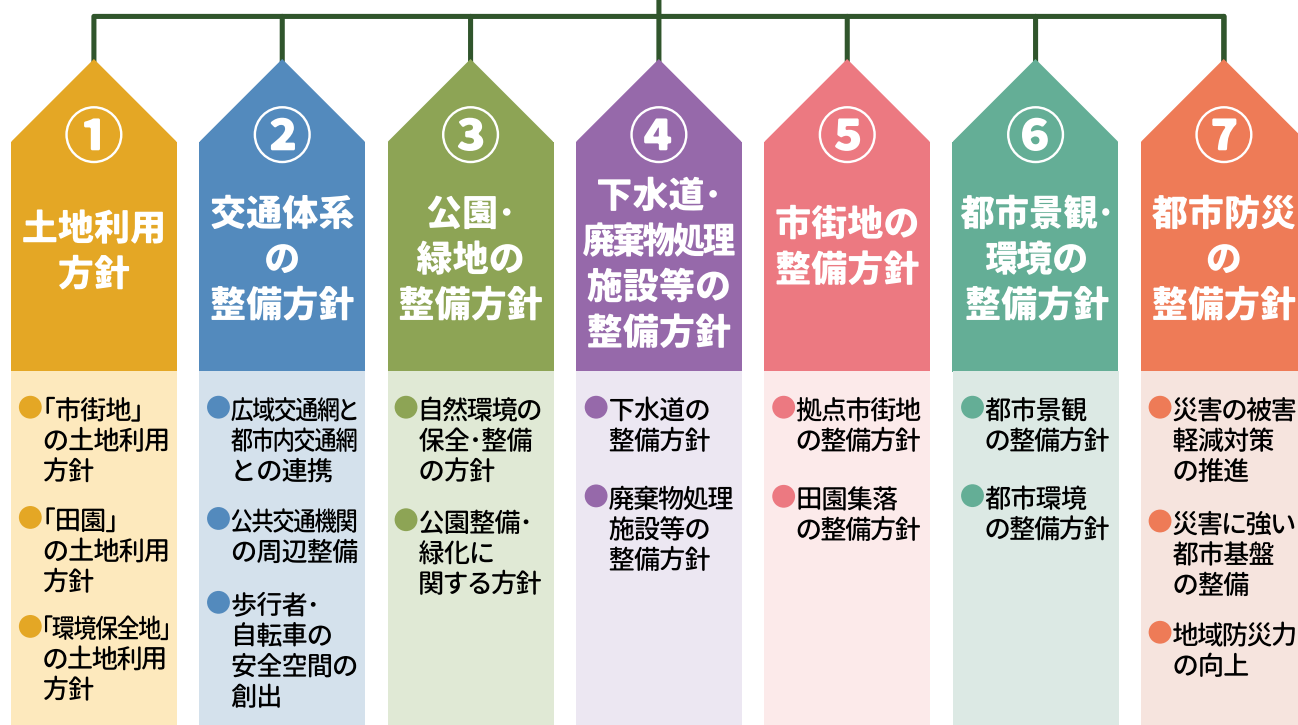 1
土地利用
方針
●「市街地」
の土地利用
方針
●「田園」
の土地利用
方針
●「環境保全地」
の土地利用
方針
2
交通体系
の
整備方針
●広域交通網と
都市内交通網
との連携
●公共交通機関
の周辺整備
●歩行者・
自転車の
安全空間の
創出
3
公園・
緑地の
整備方針
●自然環境の
保全・整備
の方針
●公園整備・
緑化に
関する方針
4
下水道・
廃棄物処理
施設等の
整備方針
●下水道の
整備方針
●廃棄物処理
施設等の
整備方針
5
市街地の
整備方針
●拠点市街地
の整備方針
●田園集落
の整備方針
6
都市景観・
環境の
整備方針
●都市景観
の整備方針
●都市環境
の整備方針
7
都市防災
の
整備方針
●災害の被害
軽減対策
の推進
●災害に強い
都市基盤
の整備
●地域防災力
の向上